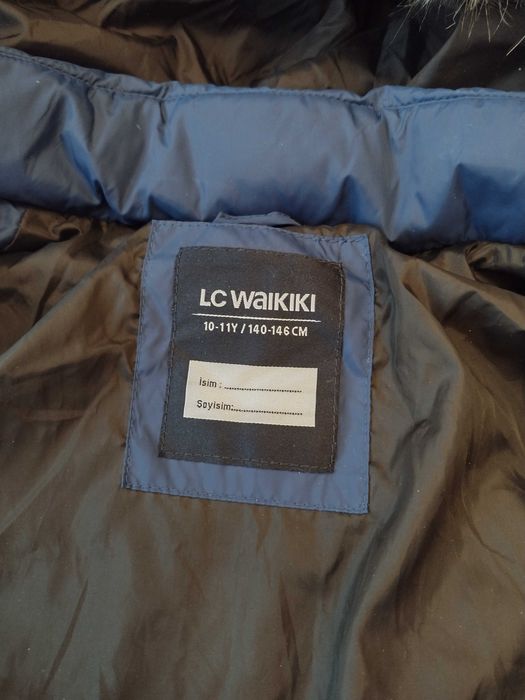 LC WAIKIKI
10-11Y / 140-146 CM
İsim :
Soyisim: